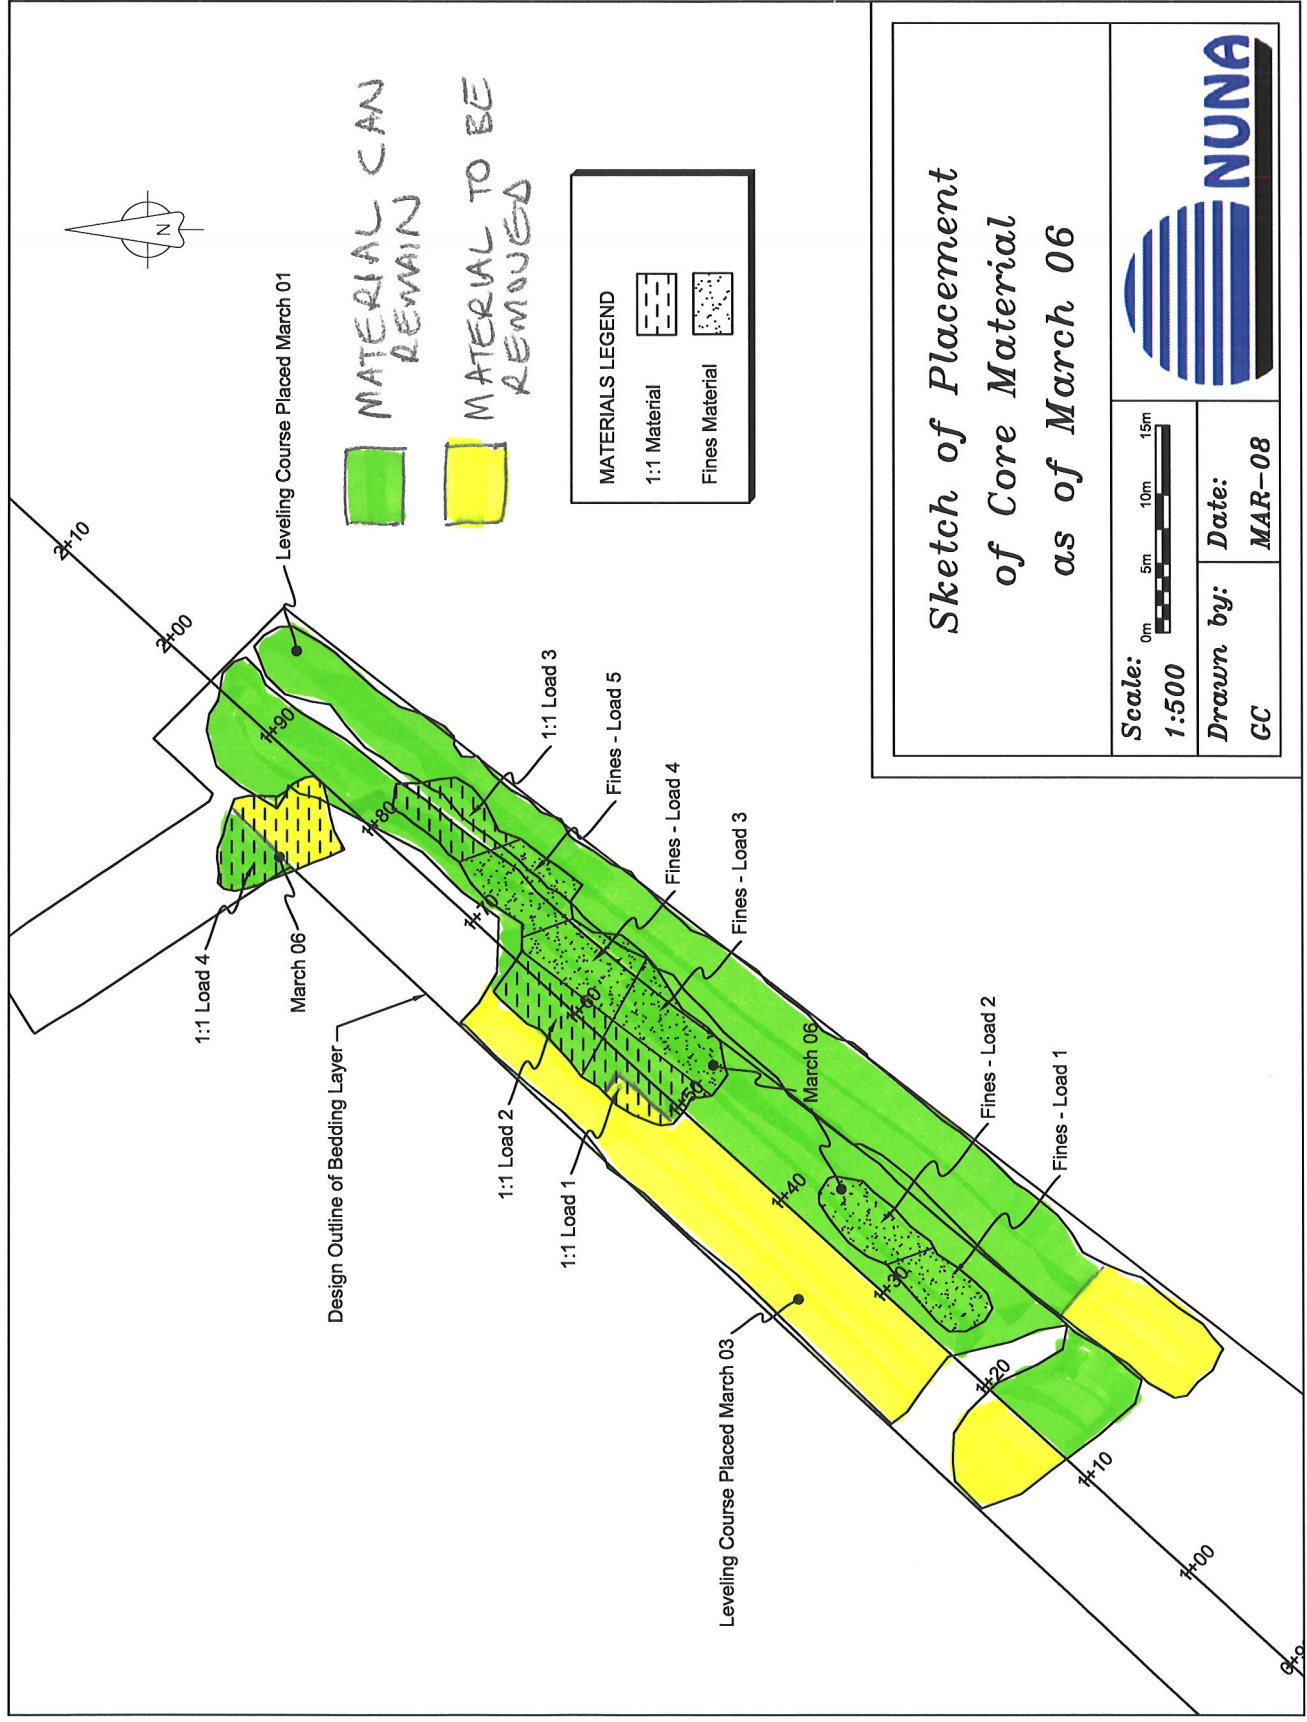 2+10
2+00
1+90
1+80
1+70
1+60
1+50
1+40
1+30
1+20
1+10
1+00
N
Leveling Course Placed March 01
MATERIAL CAN
REMAIN
MATERIAL TO BE
REMOVED
MATERIALS LEGEND
1:1 Material
Fines Material
1:1 Load 3
Fines - Load 5
Fines - Load 4
Fines - Load 3
March 06
Fines - Load 2
Fines - Load 1
1:1 Load 4
March 06
Design Outline of Bedding Layer
1:1 Load 2
1:1 Load 1
Leveling Course Placed March 03
Sketch of Placement
of Core Material
as of March 06
Scale:
1:500
0m 5m 10m 15m
Drawn by:
GC
Date:
MAR-08
NUNA